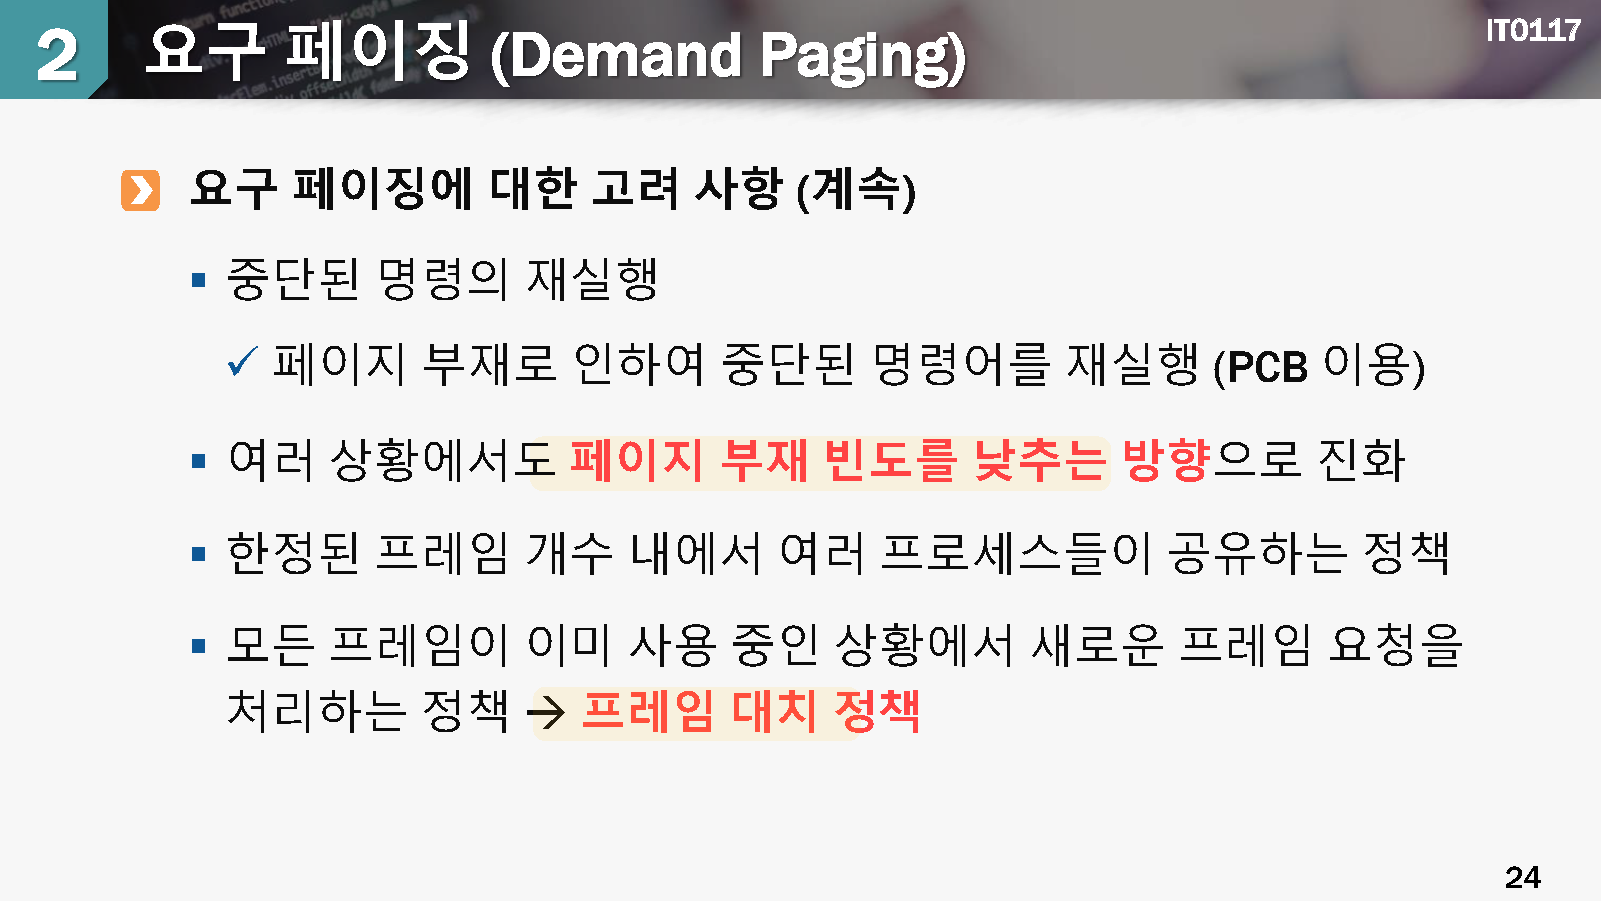 2 요구 페이징 (Demand Paging)
IT0117
요구 페이징에 대한 고려 사항 (계속)
▪ 중단된 명령의 재실행
✓ 페이지 부재로 인하여 중단된 명령어를 재실행 (PCB 이용)
▪ 여러 상황에서도 페이지 부재 빈도를 낮추는 방향으로 진화
▪ 한정된 프레임 개수 내에서 여러 프로세스들이 공유하는 정책
▪ 모든 프레임이 이미 사용 중인 상황에서 새로운 프레임 요청을
처리하는 정책 → 프레임 대치 정책
24